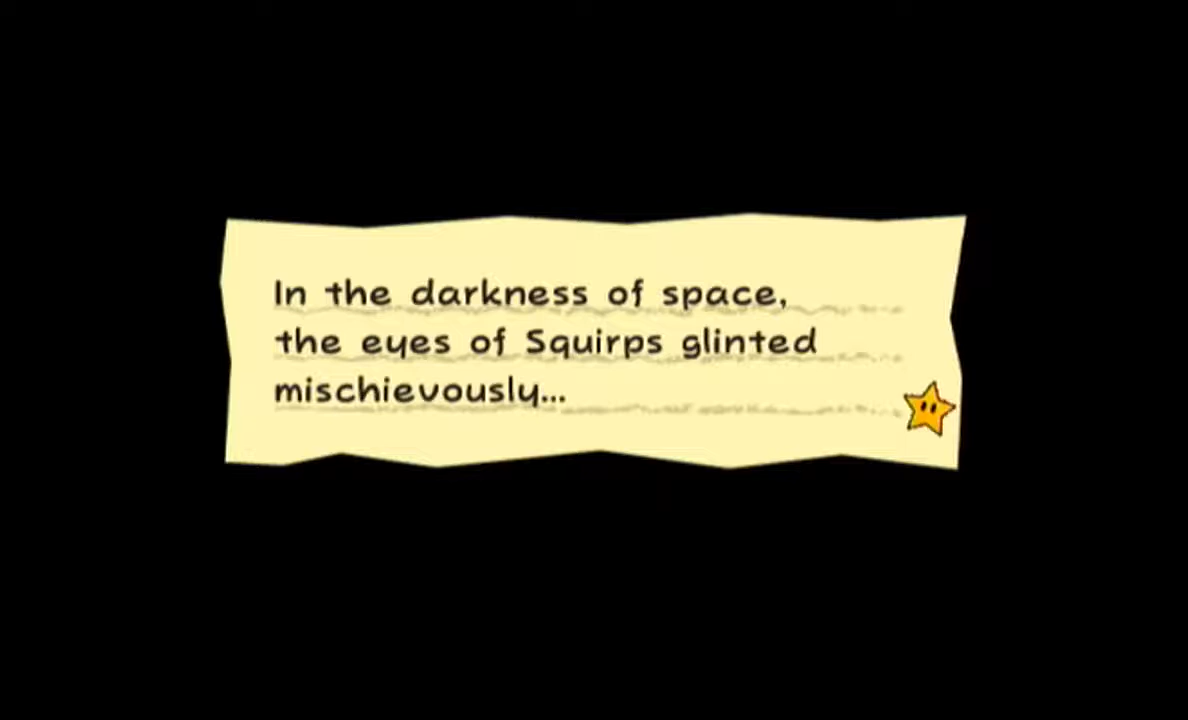 In the darkness of space,
the eyes of Squirps glinted
mischievously...